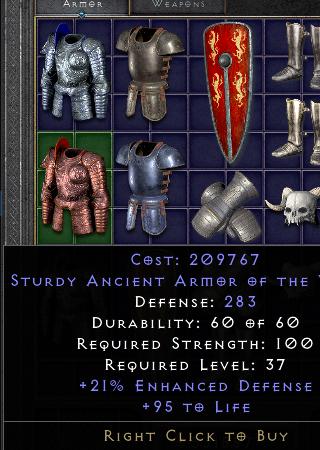 Armor
Weapons
Cost: 209767
Sturdy Ancient Armor of the
Defense: 283
Durability: 60 of 60
Required Strength: 100
Required Level: 37
+21% Enhanced Defense
+95 to Life
Right Click to Buy